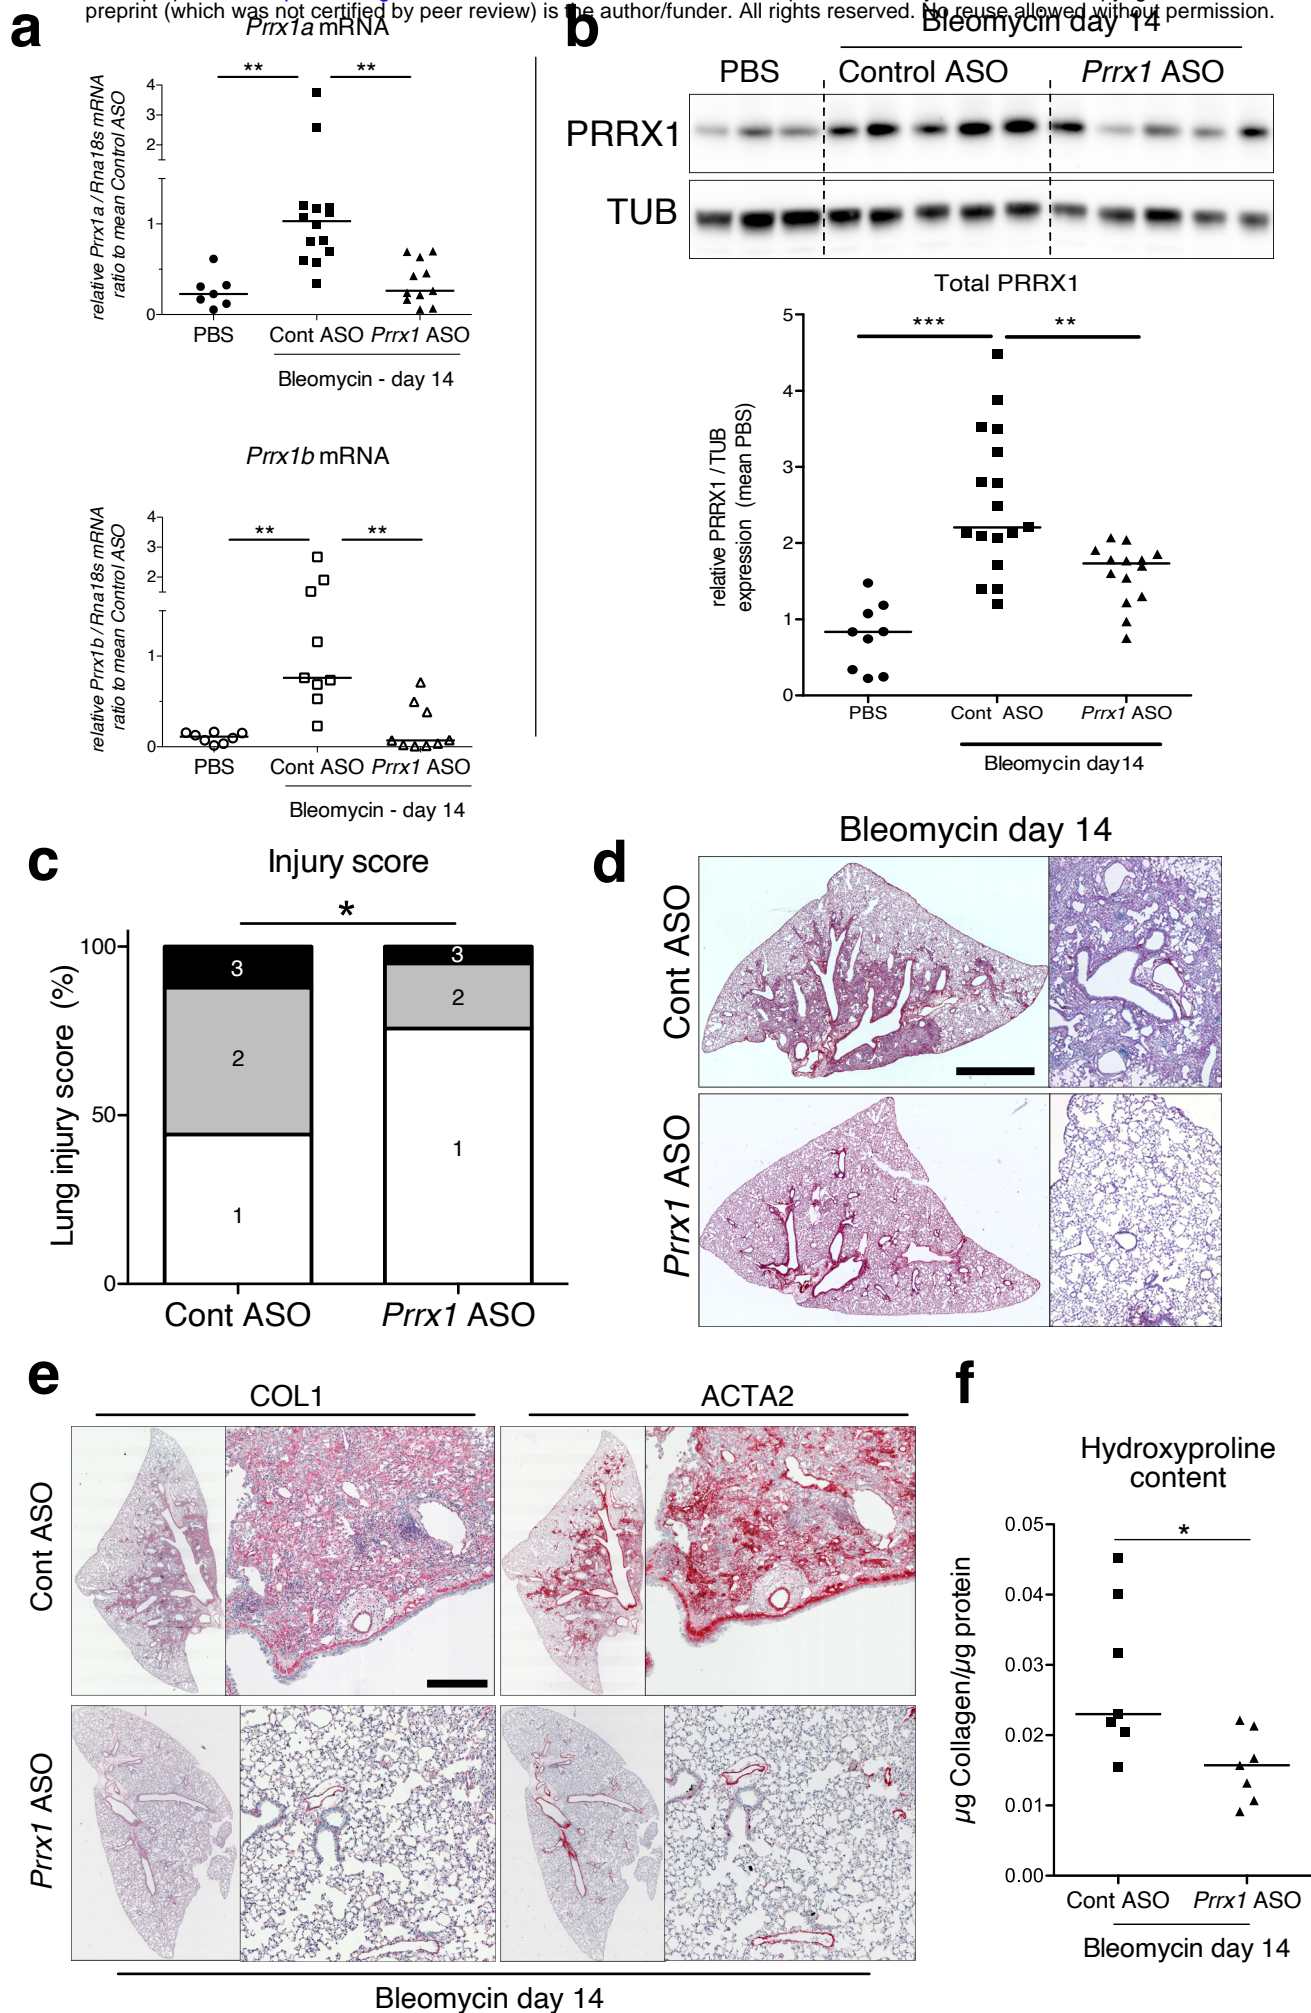 preprint (which was not certified by peer review) is the author/funder. All rights reserved. No reuse allowed without permission.
a
Prrx1a mRNA
relative Prrx1a / Rna18s mRNA
ratio to mean Control ASO
** **
4
3
2
1
0
PBS Cont ASO Prrx1 ASO
Bleomycin - day 14
Prrx1b mRNA
relative Prrx1b / Rna18s mRNA
ratio to mean Control ASO
** **
4
3
2
1
0
PBS Cont ASO Prrx1 ASO
Bleomycin - day 14
b
Bleomycin day 14
PBS Control ASO Prrx1 ASO
PRRX1
TUB
Total PRRX1
relative PRRX1 / TUB
expression (mean PBS)
*** **
5
4
3
2
1
0
PBS Cont ASO Prrx1 ASO
Bleomycin day14
c
Injury score
*
Lung injury score (%)
100
50
0
3
2
1
3
2
1
Cont ASO Prrx1 ASO
d
Bleomycin day 14
Cont ASO
Prrx1 ASO
e
COL1 ACTA2
Cont ASO
Prrx1 ASO
Bleomycin day 14
f
Hydroxyproline
content
*
µg Collagen/µg protein
0.05
0.04
0.03
0.02
0.01
0.00
Cont ASO Prrx1 ASO
Bleomycin day 14